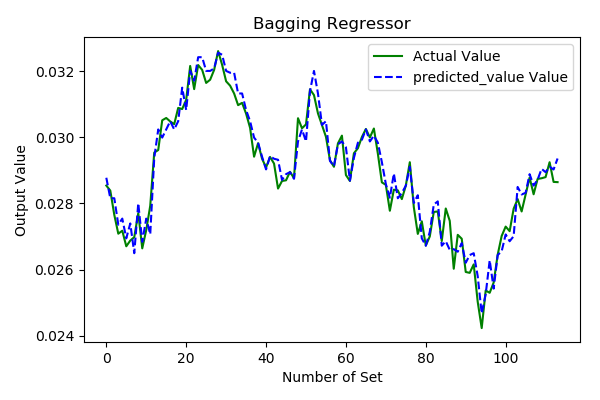 Bagging Regressor
Actual Value
predicted_value Value
Output Value
0.032
0.030
0.028
0.026
0.024
0 20 40 60 80 100
Number of Set